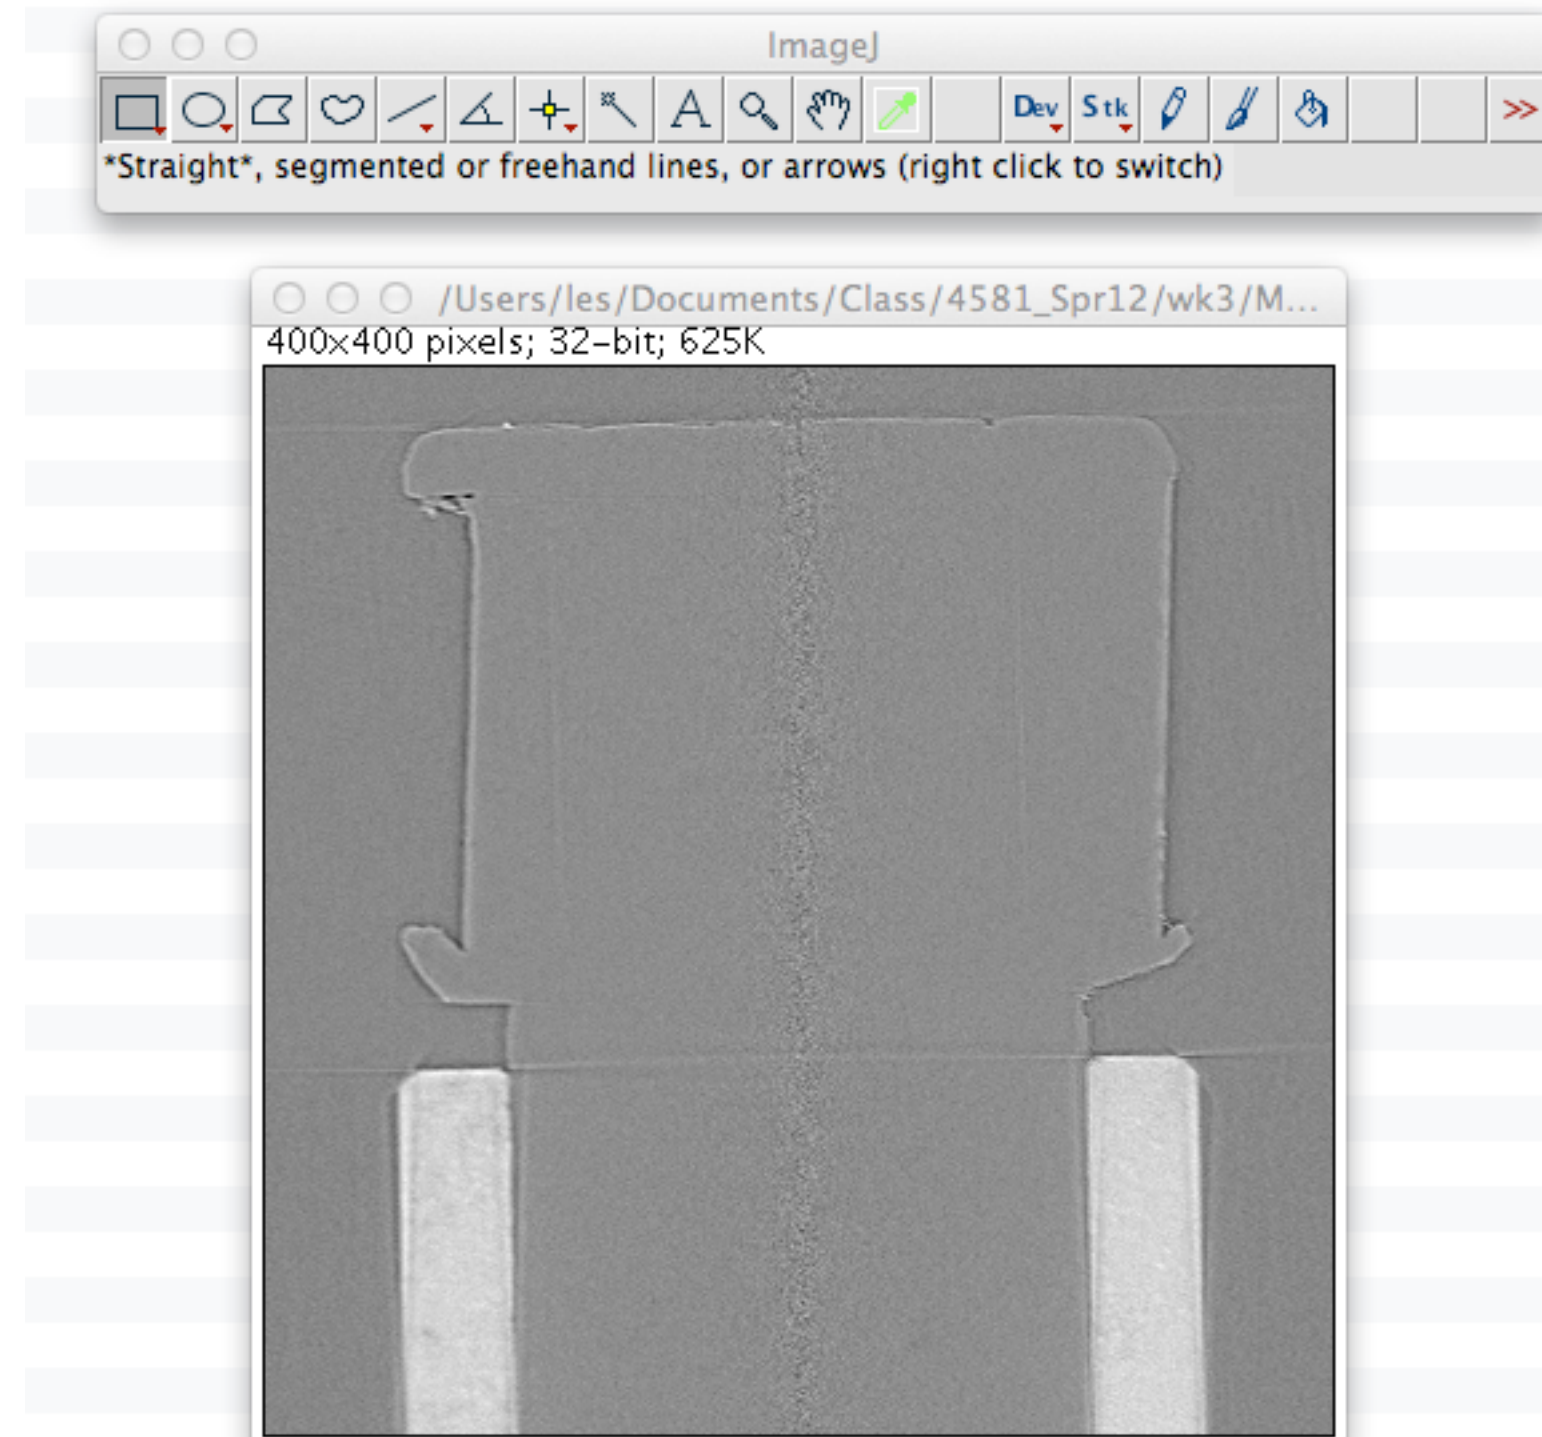 ImageJ
A Dev Stk >>
*Straight*, segmented or freehand lines, or arrows (right click to switch)
/Users/les/Documents/Class/4581_Spr12/wk3/M...
400x400 pixels; 32-bit; 625K